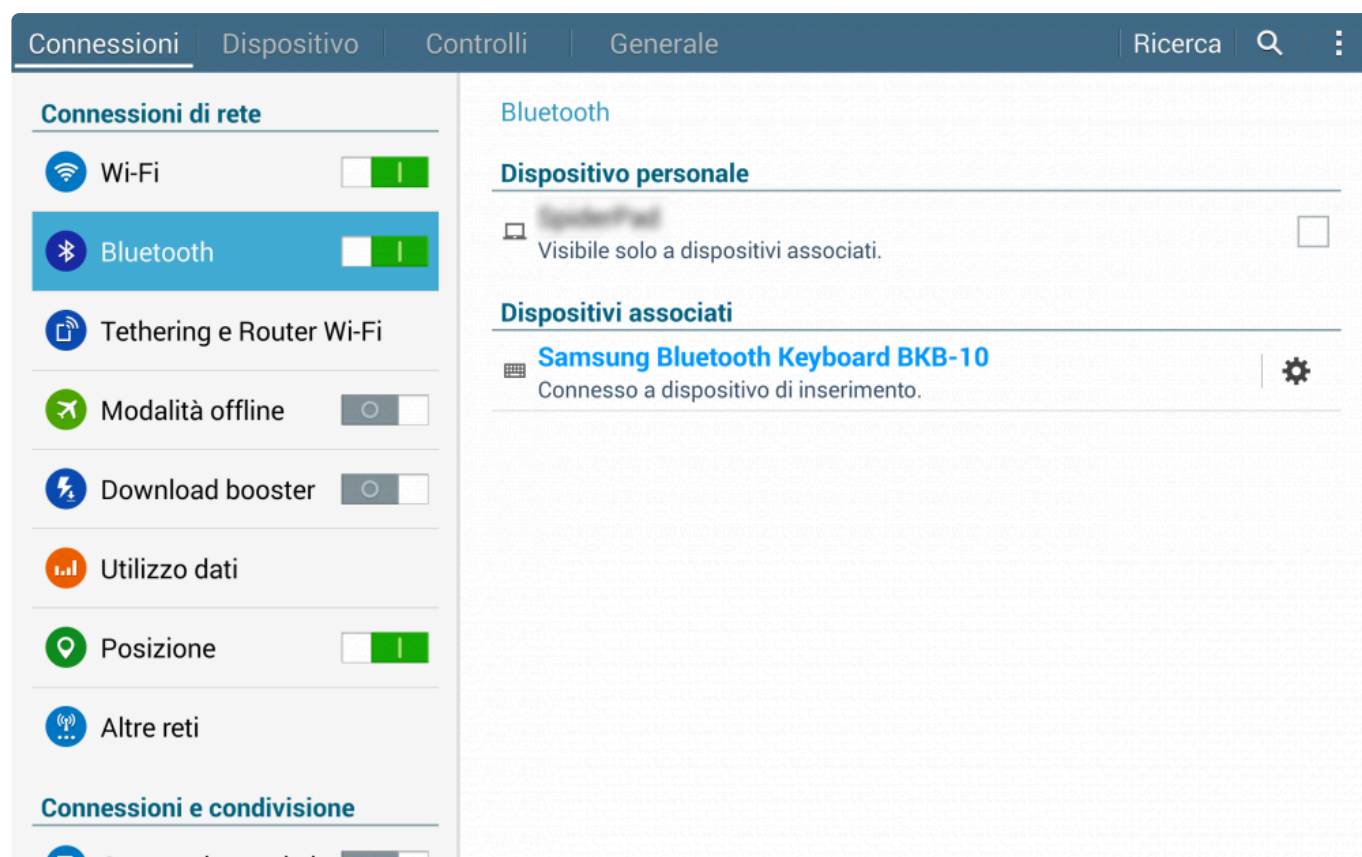 Connessioni
Dispositivo
Controlli
Generale
Ricerca
Connessioni di rete
Wi-Fi
Bluetooth
Tethering e Router Wi-Fi
Modalità offline
Download booster
Utilizzo dati
Posizione
Altre reti
Connessioni e condivisione
Bluetooth
Dispositivo personale
Visibile solo a dispositivi associati.
Dispositivi associati
Samsung Bluetooth Keyboard BKB-10
Connesso a dispositivo di inserimento.